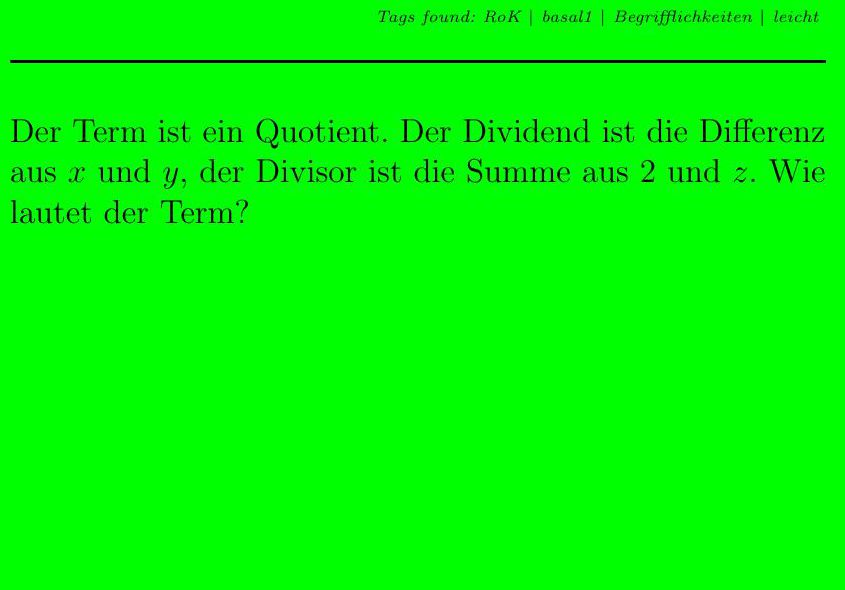 Tags found: RoK | basal1 | Begrifflichkeiten | leicht
Der Term ist ein Quotient. Der Dividend ist die Differenz
aus x und y, der Divisor ist die Summe aus 2 und z. Wie
lautet der Term?